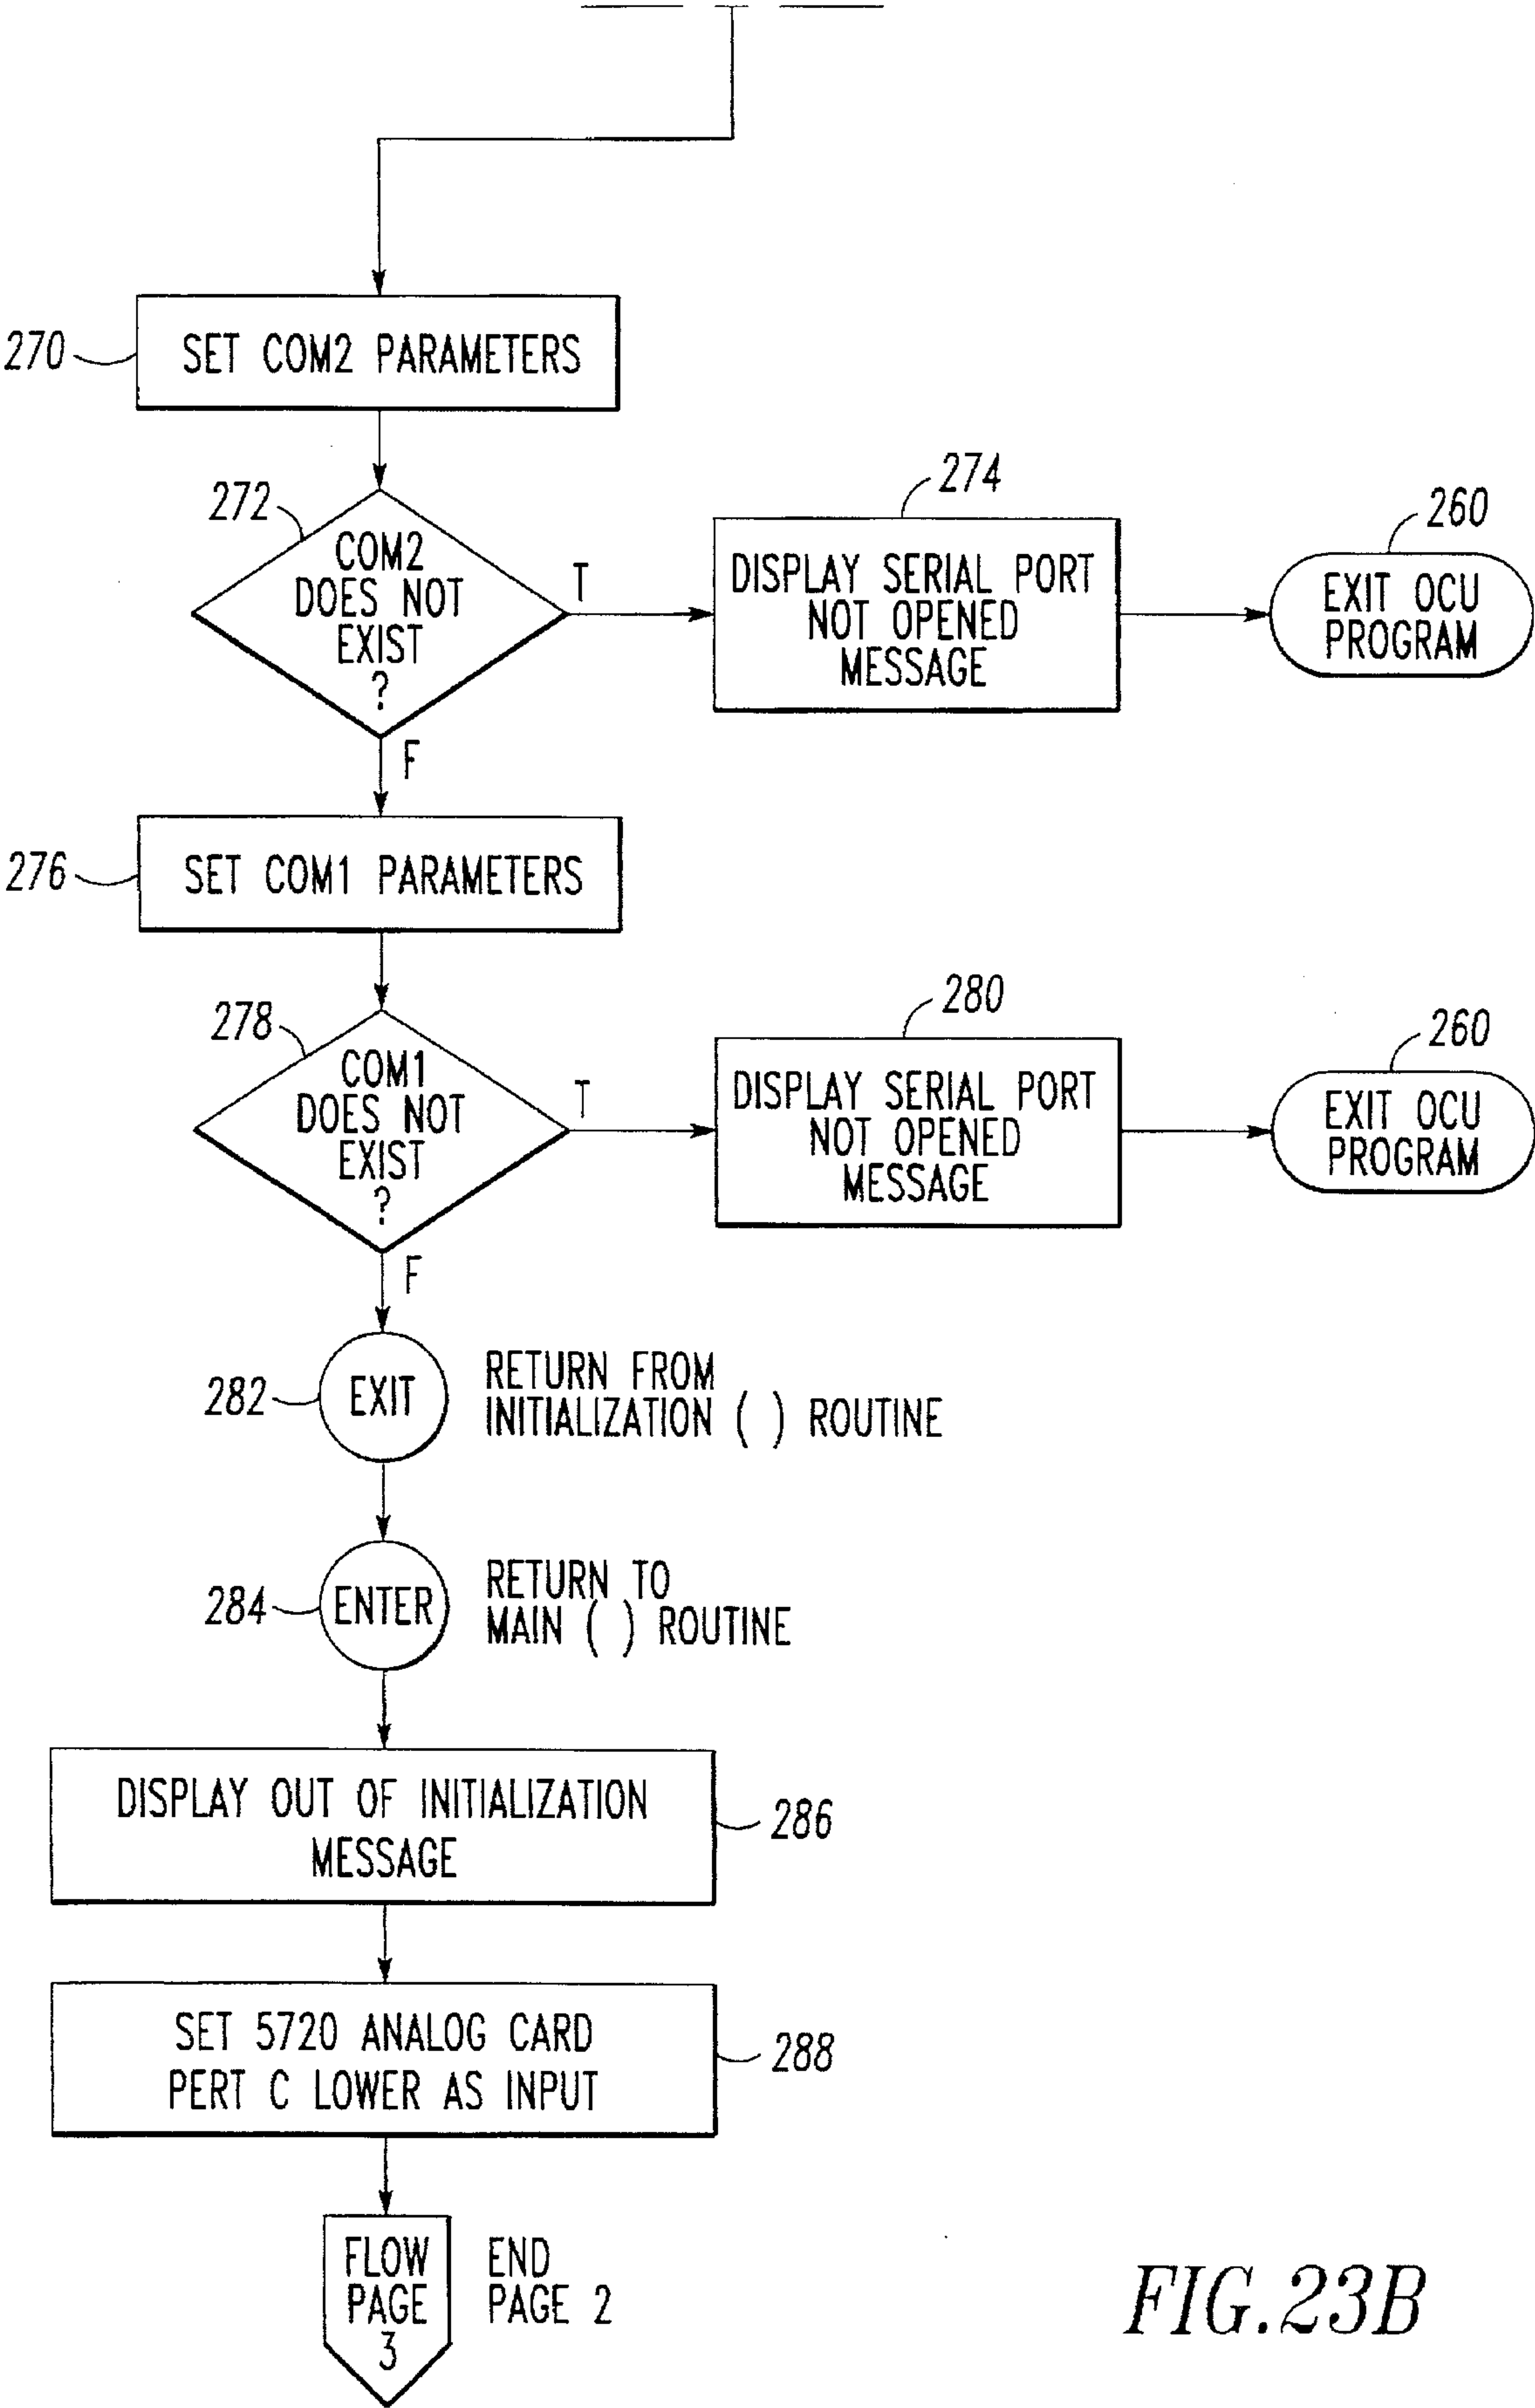 270
SET COM2 PARAMETERS
272
COM2
DOES NOT
EXIST
?
T
274
DISPLAY SERIAL PORT
NOT OPENED
MESSAGE
260
EXIT OCU
PROGRAM
F
276
SET COM1 PARAMETERS
278
COM1
DOES NOT
EXIST
?
T
280
DISPLAY SERIAL PORT
NOT OPENED
MESSAGE
260
EXIT OCU
PROGRAM
F
282
EXIT
RETURN FROM
INITIALIZATION ( ) ROUTINE
284
ENTER
RETURN TO
MAIN ( ) ROUTINE
DISPLAY OUT OF INITIALIZATION
MESSAGE
286
SET 5720 ANALOG CARD
PERT C LOWER AS INPUT
288
FLOW
PAGE
3
END
PAGE 2
FIG.23B